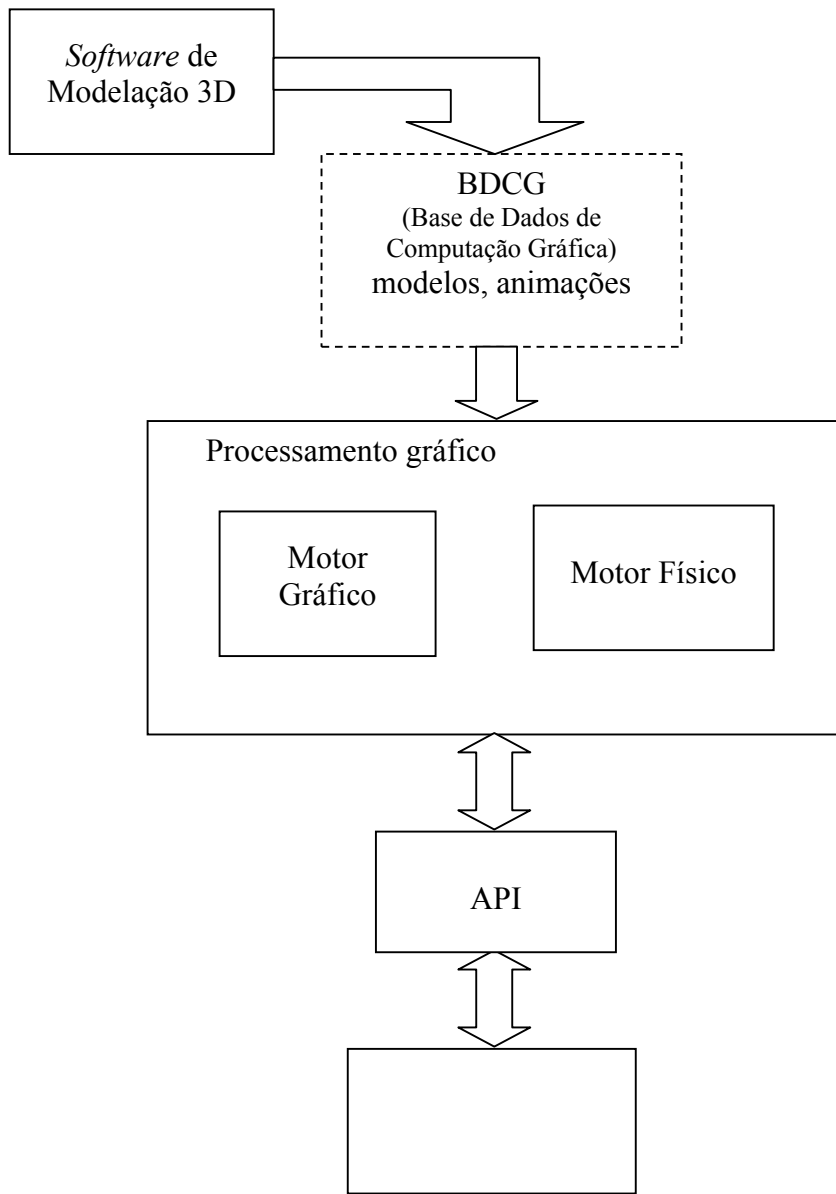 Software de
Modelação 3D
BDCG
(Base de Dados de
Computação Gráfica)
modelos, animações
Processamento gráfico
Motor
Gráfico
Motor Físico
API